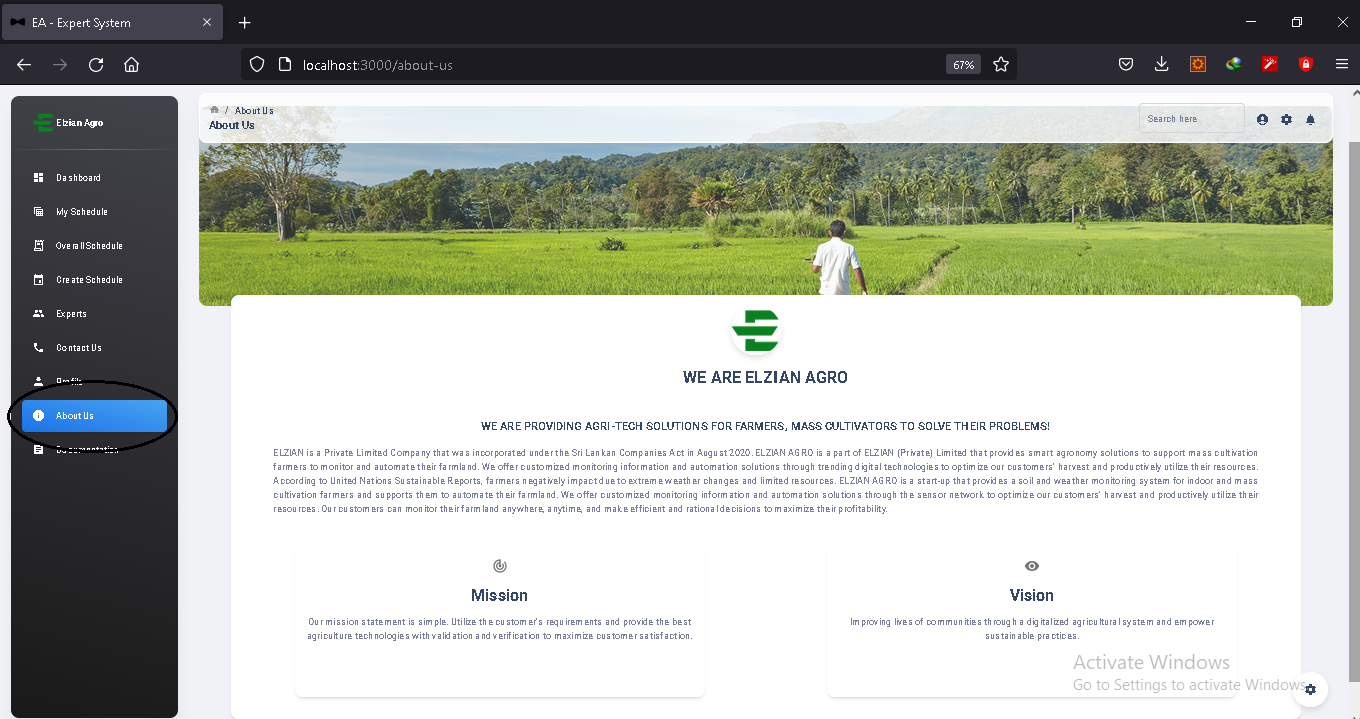 EA - Expert System
localhost:3000/about-us
67%
Elzian Agro
Dashboard
My Schedule
Overall Schedule
Create Schedule
Experts
Contact Us
Profile
About Us
Documentation
/ About Us
About Us
Search here
WE ARE ELZIAN AGRO
WE ARE PROVIDING AGRI-TECH SOLUTIONS FOR FARMERS, MASS CULTIVATORS TO SOLVE THEIR PROBLEMS!
ELZIAN is a Private Limited Company that was incorporated under the Sri Lankan Companies Act in August 2020. ELZIAN AGRO is a part of ELZIAN (Private) Limited that provides smart agronomy solutions to support mass cultivation
farmers to monitor and automate their farmland. We offer customized monitoring information and automation solutions through trending digital technologies to optimize our customers' harvest and productively utilize their resources.
According to United Nations Sustainable Reports, farmers negatively impact due to extreme weather changes and limited resources. ELZIAN AGRO is a start-up that provides a soil and weather monitoring system for indoor and mass
cultivation farmers and supports them to automate their farmland. We offer customized monitoring information and automation solutions through the sensor network to optimize our customers' harvest and productively utilize their
resources. Our customers can monitor their farmland anywhere, anytime, and make efficient and rational decisions to maximize their profitability.
Mission
Our mission statement is simple. Utilize the customer's requirements and provide the best
agriculture technologies with validation and verification to maximize customer satisfaction.
Vision
Improving lives of communities through a digitalized agricultural system and empower
sustainable practices.
Activate Windows
Go to Settings to activate Windows.